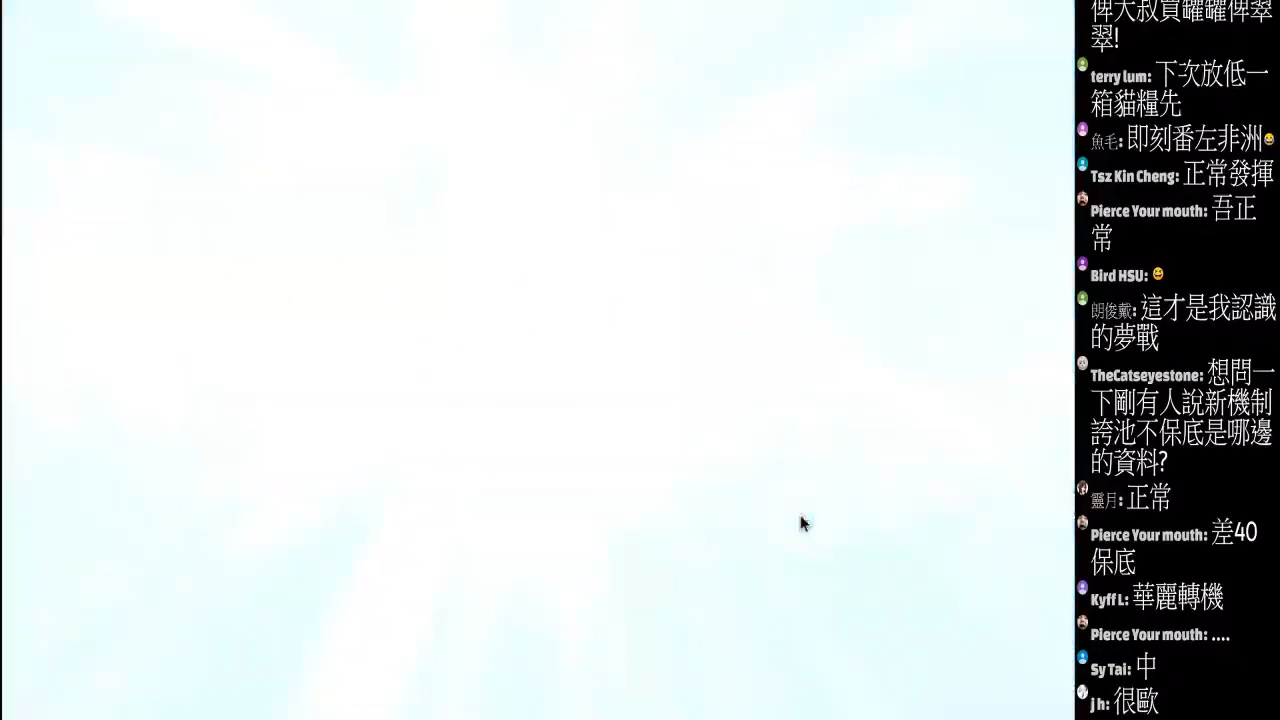 俾大叔買罐罐俾翠
翠!
terry lum: 下次放低一
箱貓糧先
魚毛: 即刻番左非洲😆
Tsz Kin Cheng: 正常發揮
Pierce Your mouth: 吾正
常
Bird HSU: 😆
朗俊戴: 這才是我認識
的夢戰
TheCatseyestone: 想問一
下剛有人說新機制
誇池不保底是哪邊
的資料?
靈月: 正常
Pierce Your mouth: 差40
保底
Kyff L: 華麗轉機
Pierce Your mouth: ....
Sy Tai: 中
j h: 很歐